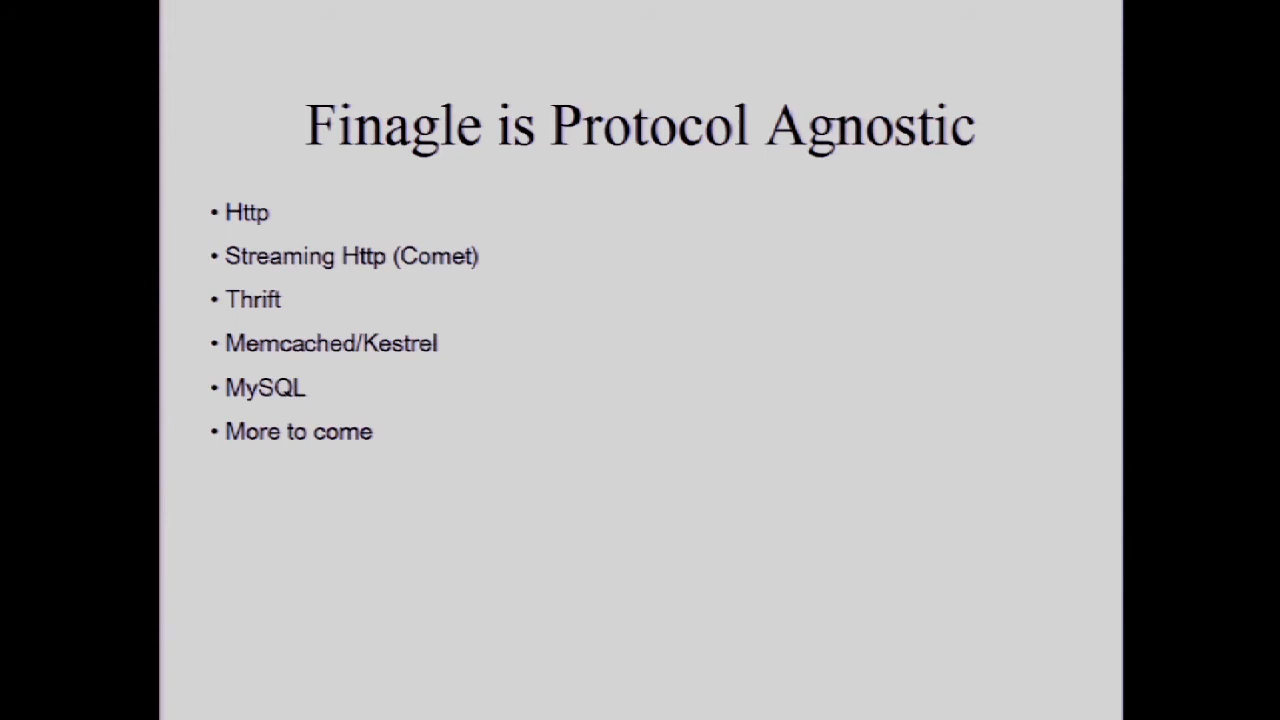 Finagle is Protocol Agnostic
• Http
• Streaming Http (Comet)
• Thrift
• Memcached/Kestrel
• MySQL
• More to come